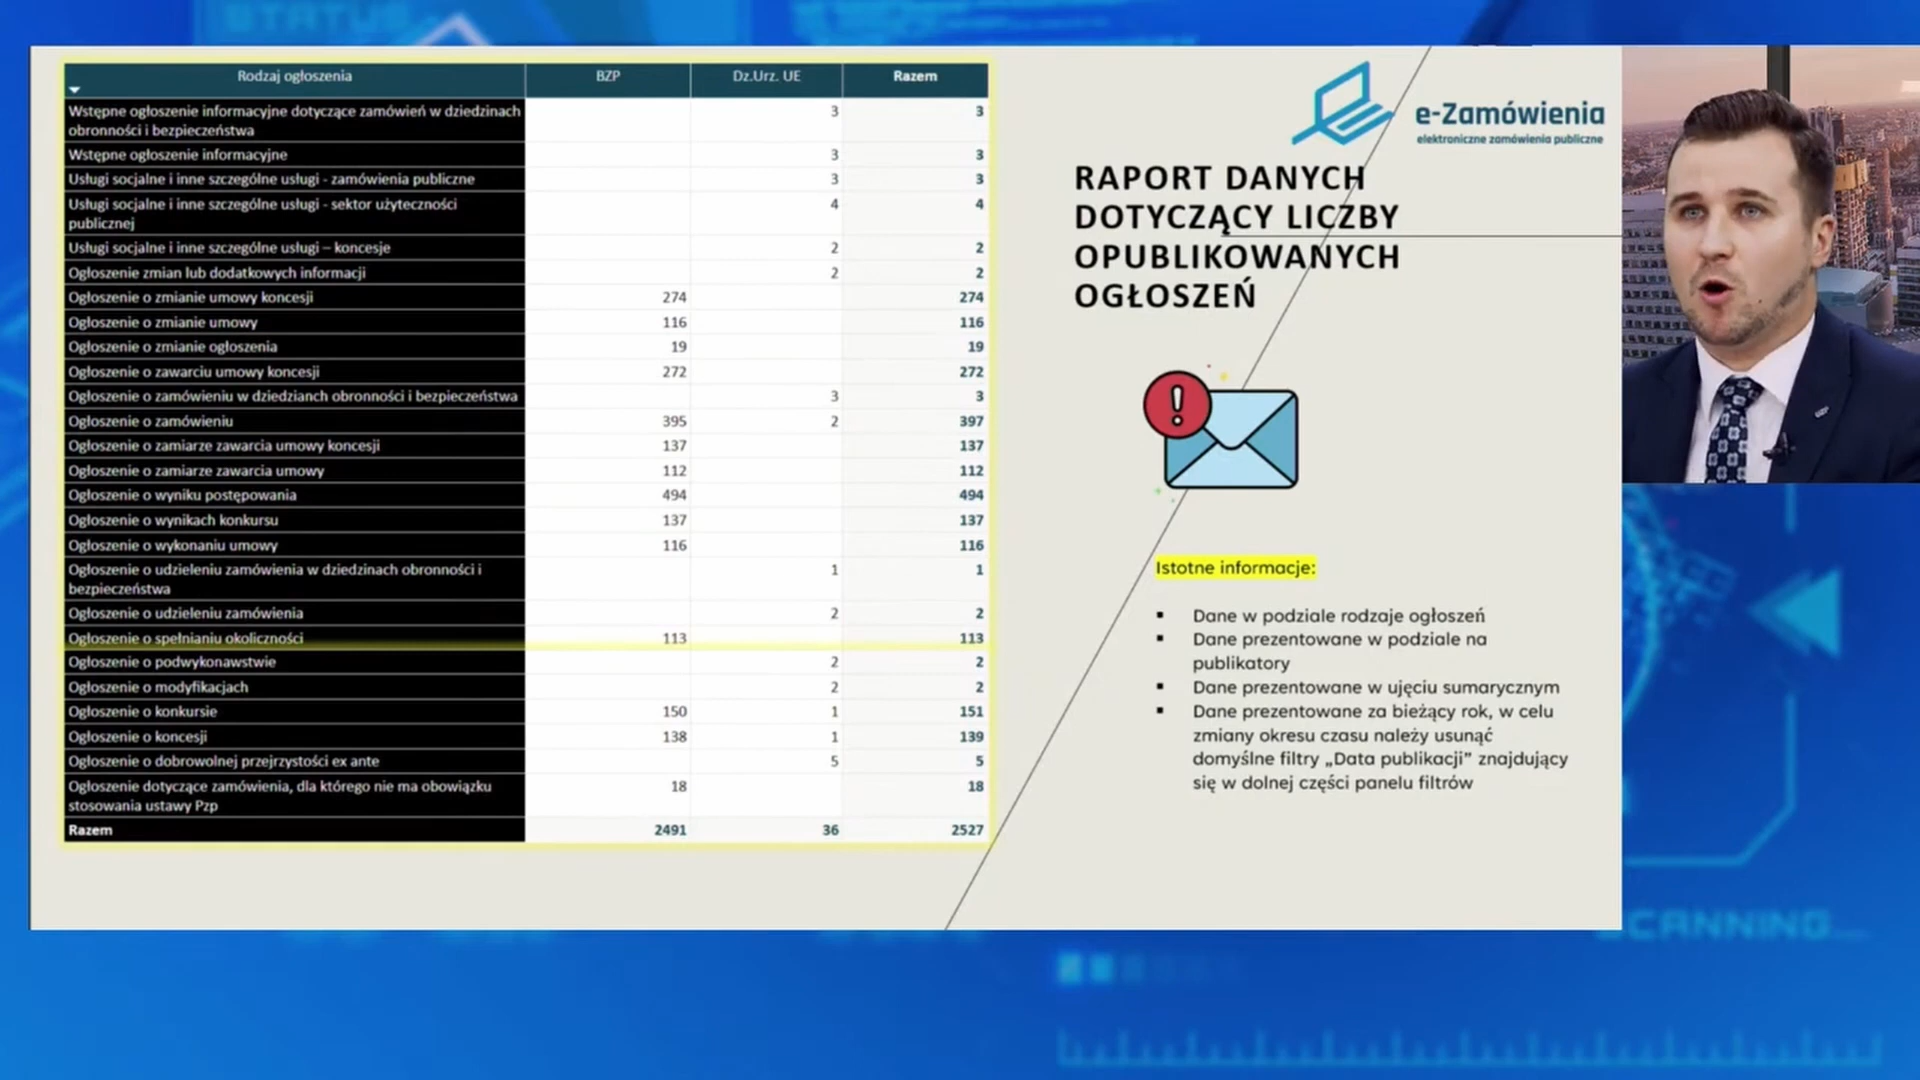 STATUS
Rodzaj ogłoszenia BZP Dz.Urz. UE Razem
Wstępne ogłoszenie informacyjne dotyczące zamówień w dziedzinach
obronności i bezpieczeństwa 3 3
Wstępne ogłoszenie informacyjne 3 3
Usługi socjalne i inne szczególne usługi - zamówienia publiczne 3 3
Usługi socjalne i inne szczególne usługi - sektor użyteczności
publicznej 4 4
Usługi socjalne i inne szczególne usługi – koncesje 2 2
Ogłoszenie zmian lub dodatkowych informacji 2 2
Ogłoszenie o zmianie umowy koncesji 274 274
Ogłoszenie o zmianie umowy 116 116
Ogłoszenie o zmianie ogłoszenia 19 19
Ogłoszenie o zawarciu umowy koncesji 272 272
Ogłoszenie o zamówieniu w dziedzianch obronności i bezpieczeństwa 3 3
Ogłoszenie o zamówieniu 395 2 397
Ogłoszenie o zamiarze zawarcia umowy koncesji 137 137
Ogłoszenie o zamiarze zawarcia umowy 112 112
Ogłoszenie o wyniku postępowania 494 494
Ogłoszenie o wynikach konkursu 137 137
Ogłoszenie o wykonaniu umowy 116 116
Ogłoszenie o udzieleniu zamówienia w dziedzinach obronności i
bezpieczeństwa 1 1
Ogłoszenie o udzieleniu zamówienia 2 2
Ogłoszenie o spełnianiu okoliczności 113 113
Ogłoszenie o podwykonawstwie 2 2
Ogłoszenie o modyfikacjach 2 2
Ogłoszenie o konkursie 150 1 151
Ogłoszenie o koncesji 138 1 139
Ogłoszenie o dobrowolnej przejrzystości ex ante 5 5
Ogłoszenie dotyczące zamówienia, dla którego nie ma obowiązku
stosowania ustawy Pzp 18 18
Razem 2491 36 2527
e-Zamówienia
elektroniczne zamówienia publiczne
RAPORT DANYCH
DOTYCZĄCY LICZBY
OPUBLIKOWANYCH
OGŁOSZEŃ
Istotne informacje:
▪ Dane w podziale rodzaje ogłoszeń
▪ Dane prezentowane w podziale na
publikatory
▪ Dane prezentowane w ujęciu sumarycznym
▪ Dane prezentowane za bieżący rok, w celu
zmiany okresu czasu należy usunąć
domyślne filtry „Data publikacji” znajdujący
się w dolnej części panelu filtrów
SCANNING...